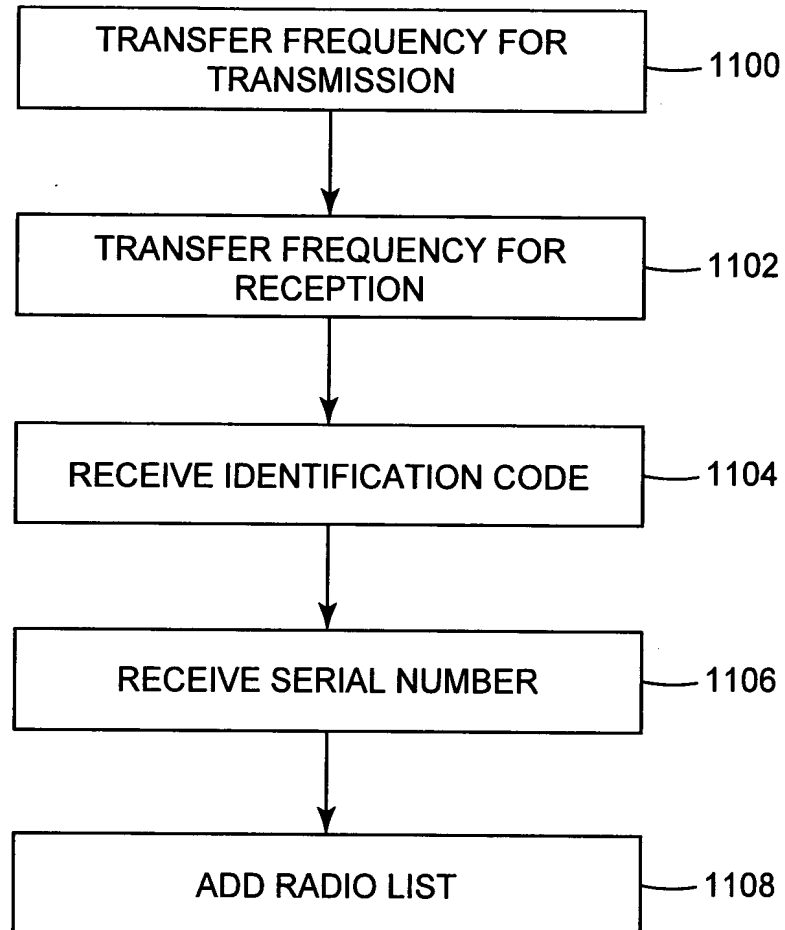 TRANSFER FREQUENCY FOR
TRANSMISSION
1100
TRANSFER FREQUENCY FOR
RECEPTION
1102
RECEIVE IDENTIFICATION CODE
1104
RECEIVE SERIAL NUMBER
1106
ADD RADIO LIST
1108